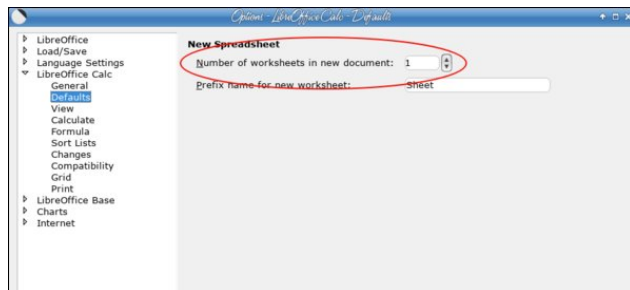 Options - LibreOffice Calc - Defaults
LibreOffice
Load/Save
Language Settings
LibreOffice Calc
General
Defaults
View
Calculate
Formula
Sort Lists
Changes
Compatibility
Grid
Print
LibreOffice Base
Charts
Internet
New Spreadsheet
Number of worksheets in new document: 1
Prefix name for new worksheet: Sheet